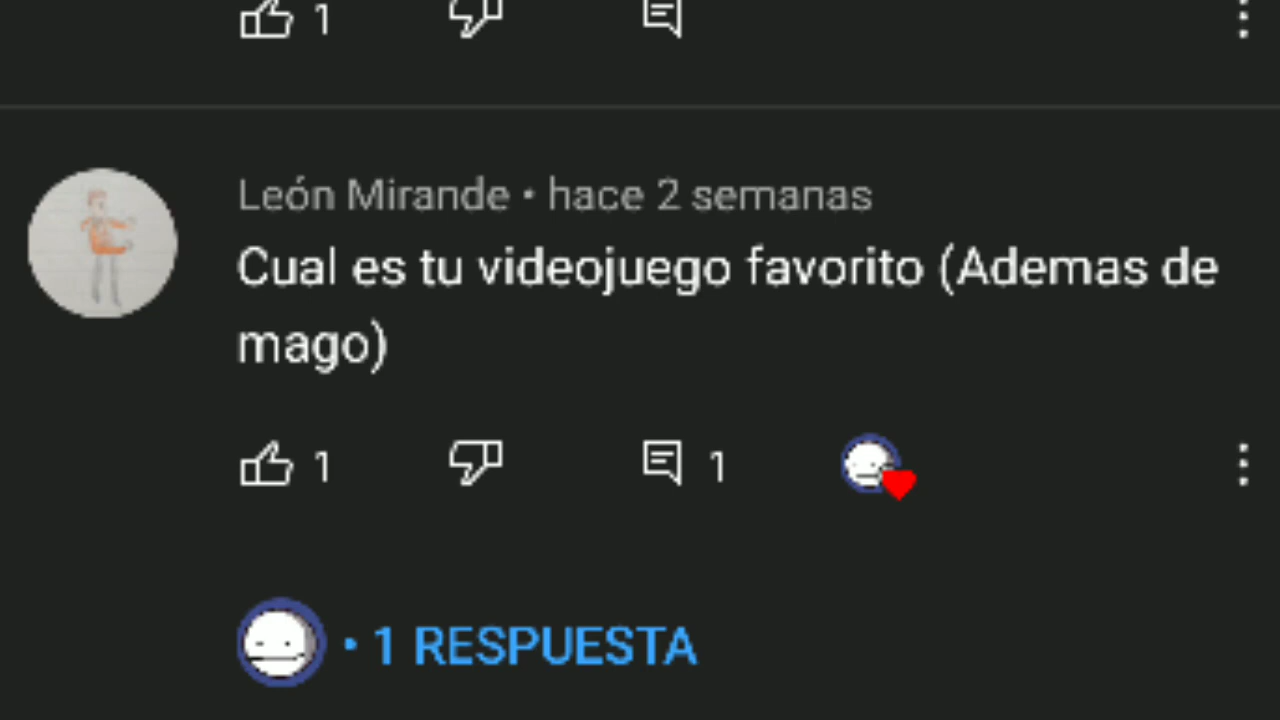 1
León Mirande • hace 2 semanas
Cual es tu videojuego favorito (Ademas de
mago)
1 1
• 1 RESPUESTA